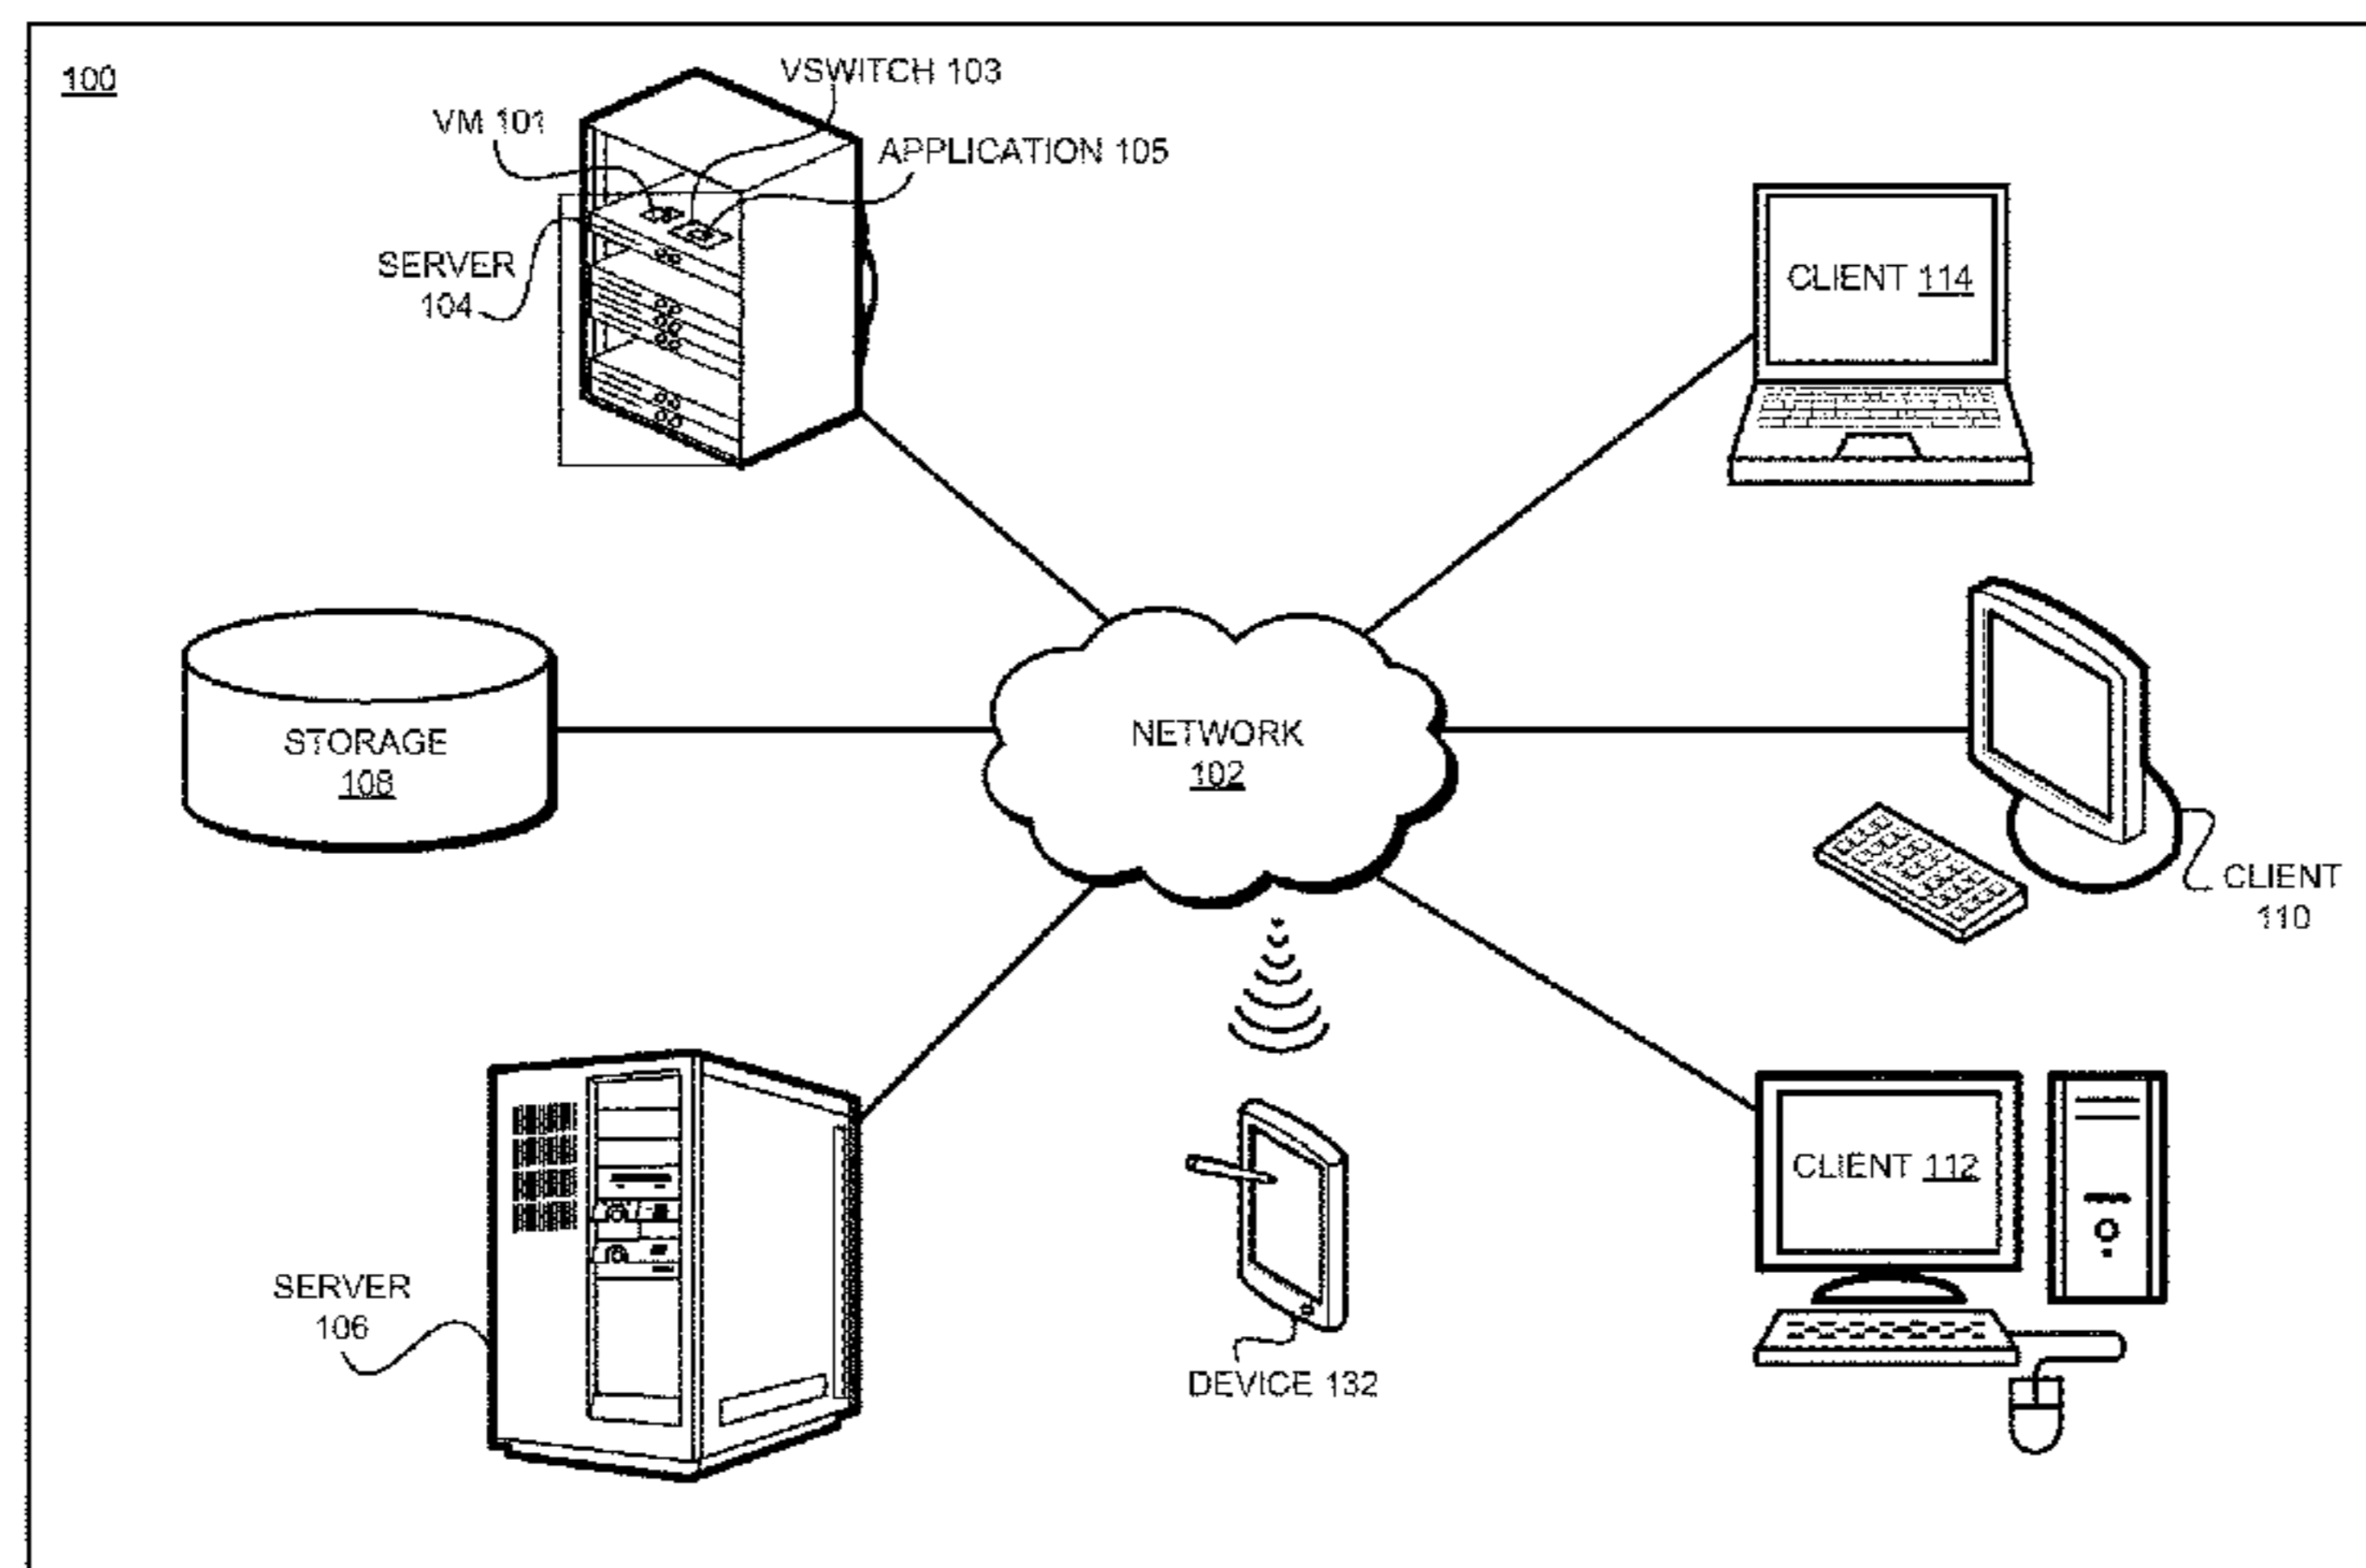 100
VSWITCH 103
VM 101
APPLICATION 105
SERVER
104
CLIENT 114
STORAGE
108
NETWORK
102
CLIENT
110
CLIENT 112
SERVER
106
DEVICE 132